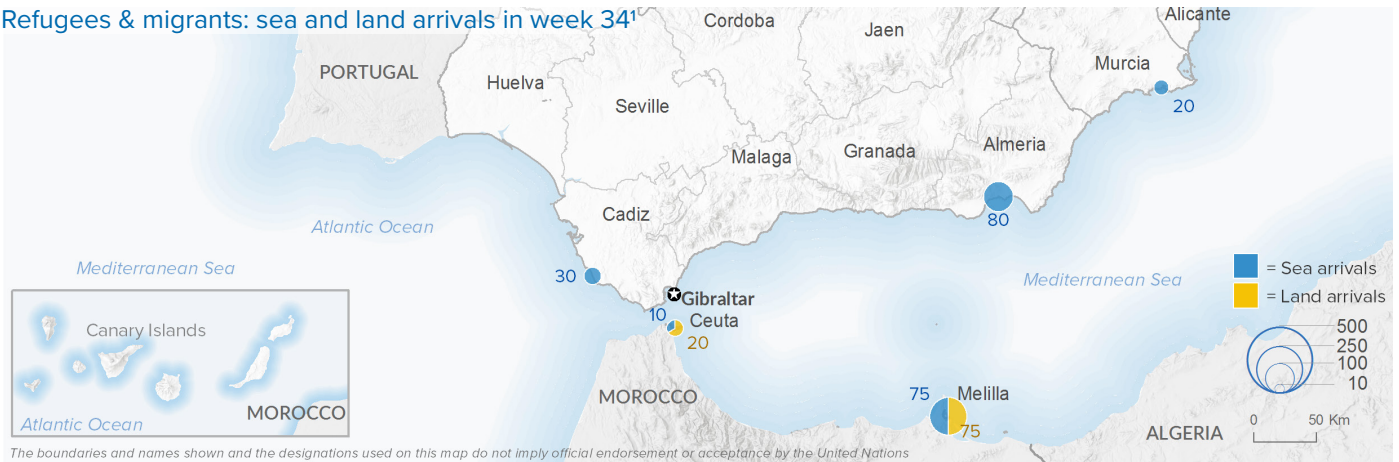 Refugees & migrants: sea and land arrivals in week 34¹
Cordoba
Jaen
Alicante
PORTUGAL
Huelva
Murcia
Seville
20
Malaga
Granada
Almeria
Cadiz
80
Atlantic Ocean
Mediterranean Sea
30
Mediterranean Sea
= Sea arrivals
= Land arrivals
Gibraltar
10
Ceuta
20
Canary Islands
500
250
100
10
MOROCCO
75
Melilla
75
MOROCCO
Atlantic Ocean
0 50 Km
ALGERIA
The boundaries and names shown and the designations used on this map do not imply official endorsement or acceptance by the United Nations